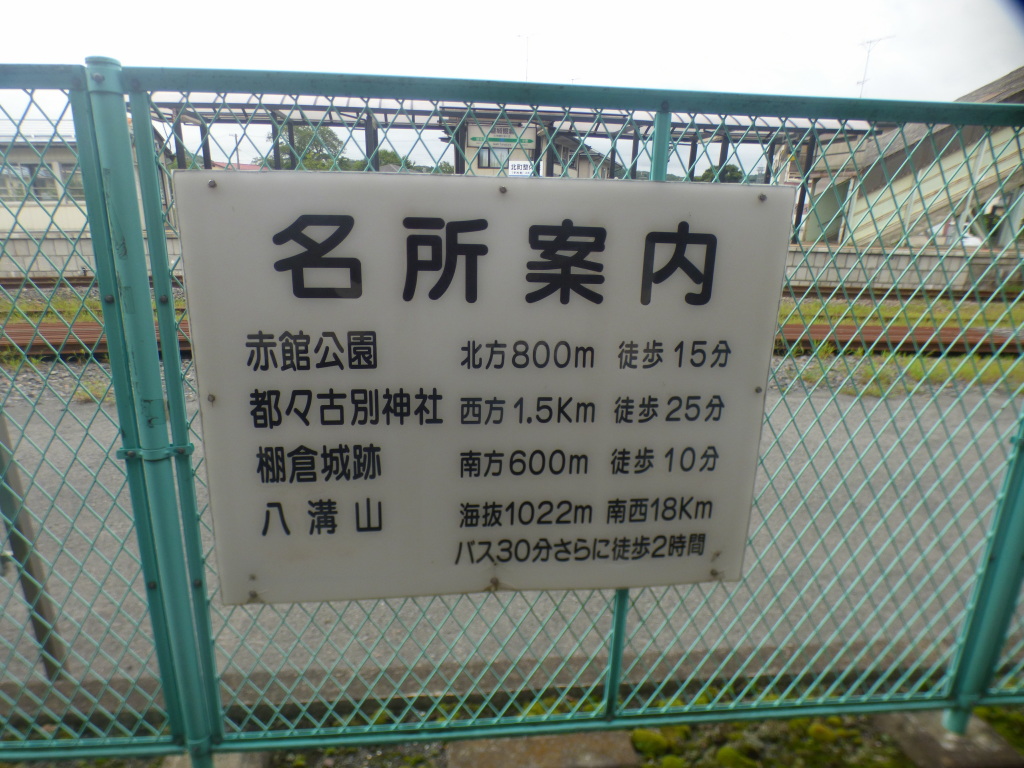 名所案内
赤館公園 北方800m 徒歩15分
都々古別神社 西方1.5Km 徒歩25分
棚倉城跡 南方600m 徒歩10分
八溝山 海抜1022m 南西18Km
バス30分さらに徒歩2時間